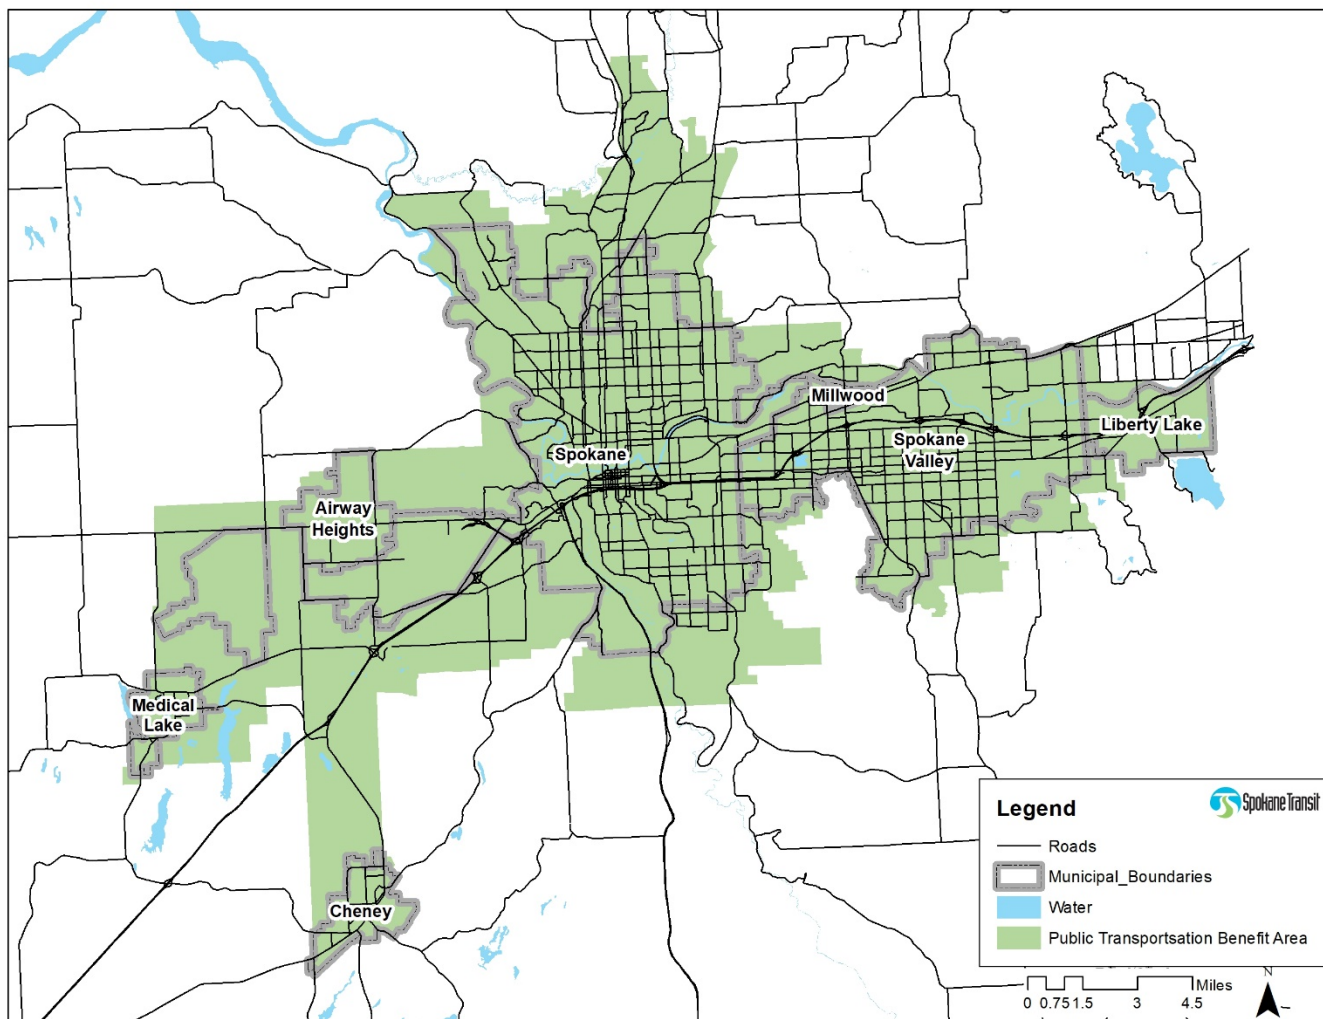 Millwood
Liberty Lake
Spokane
Valley
Spokane
Airway
Heights
Medical
Lake
Cheney
Legend
Spokane Transit
Roads
Municipal_Boundaries
Water
Public Transportsation Benefit Area
N
Miles
0 0.75 1.5 3 4.5